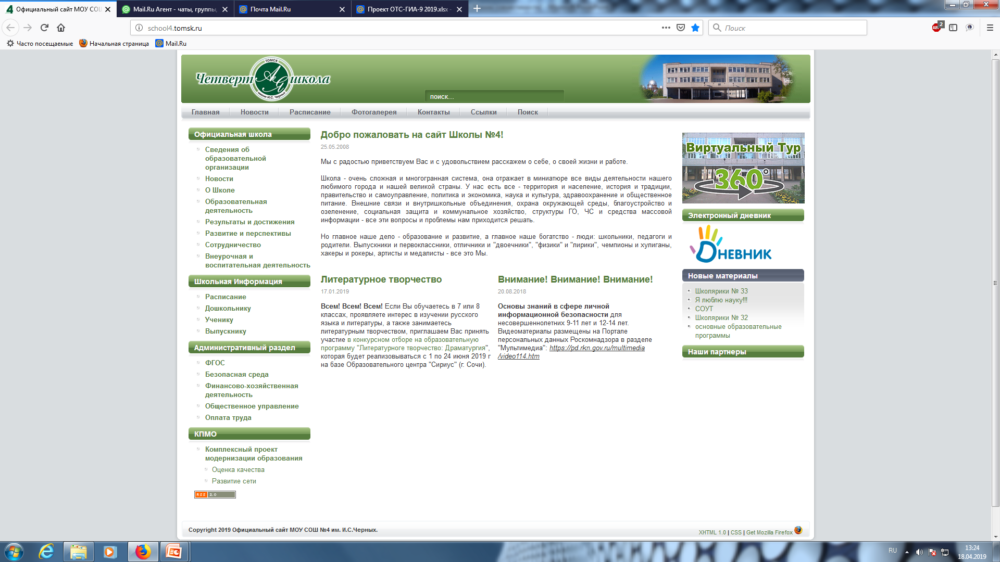 Официальный сайт МОУ СОШ
Mail.Ru Агент - чаты, группы,
Почта Mail.Ru
Проект ОТС-ГИА-9 2019.xlsx -
school4.tomsk.ru
Поиск
2
Часто посещаемые
Начальная страница
Mail.Ru
ТОМСК
Четверт
школа
имени И.С. Черных
поиск...
Главная
Новости
Расписание
Фотогалерея
Контакты
Ссылки
Поиск
Официальная школа
Сведения об
образовательной
организации
Новости
О Школе
Образовательная
деятельность
Результаты и достижения
Развитие и перспективы
Сотрудничество
Внеурочная и
воспитательная деятельность
Школьная Информация
Расписание
Дошкольнику
Ученику
Выпускнику
Административный раздел
ФГОС
Безопасная среда
Финансово-хозяйственная
деятельность
Общественное управление
Оплата труда
КПМО
Комплексный проект
модернизации образования
Оценка качества
Развитие сети
RSS 2.0
Добро пожаловать на сайт Школы №4!
25.05.2008
Мы с радостью приветствуем Вас и с удовольствием расскажем о себе, о своей жизни и работе.
Школа - очень сложная и многогранная система, она отражает в миниатюре все виды деятельности нашего
любимого города и нашей великой страны. У нас есть все - территория и население, история и традиции,
правительство и самоуправление, политика и экономика, наука и культура, здравоохранение и общественное
питание. Внешние связи и внутришкольные объединения, охрана окружающей среды, благоустройство и
озеленение, социальная защита и коммунальное хозяйство, структуры ГО, ЧС и средства массовой
информации - все эти вопросы и проблемы нам приходится решать.
Но главное наше дело - образование и развитие, а главное наше богатство - люди: школьники, педагоги и
родители. Выпускники и первоклассники, отличники и "двоечники", "физики" и "лирики", чемпионы и хулиганы,
хакеры и рокеры, артисты и медалисты - все это Мы.
Литературное творчество
17.01.2019
Всем! Всем! Всем! Если Вы обучаетесь в 7 или 8
классах, проявляете интерес в изучении русского
языка и литературы, а также занимаетесь
литературным творчеством, приглашаем Вас принять
участие в конкурсном отборе на образовательную
программу "Литературноге творчество: Драматургия",
которая будет реализовываться с 1 по 24 июня 2019 г
на базе Образовательного центра "Сириус" (г. Сочи).
Внимание! Внимание! Внимание!
20.08.2018
Основы знаний в сфере личной
информационной безопасности для
несовершеннолетних 9-11 лет и 12-14 лет.
Видеоматериалы размещены на Портале
персональных данных Роскомнадзора в разделе
"Мультимедиа": https://pd.rkn.gov.ru/multimedia
/video114.htm
Виртуальный Тур
360°
Электронный дневник
Дневник
Новые материалы
Школярики № 33
Я люблю науку!!!
СОУТ
Школярики № 32
основные образовательные
программы
Наши партнеры
Copyright 2019 Официальный сайт МОУ СОШ №4 им. И.С.Черных.
XHTML 1.0 | CSS | Get Mozilla Firefox
RU
13:24
18.04.2019